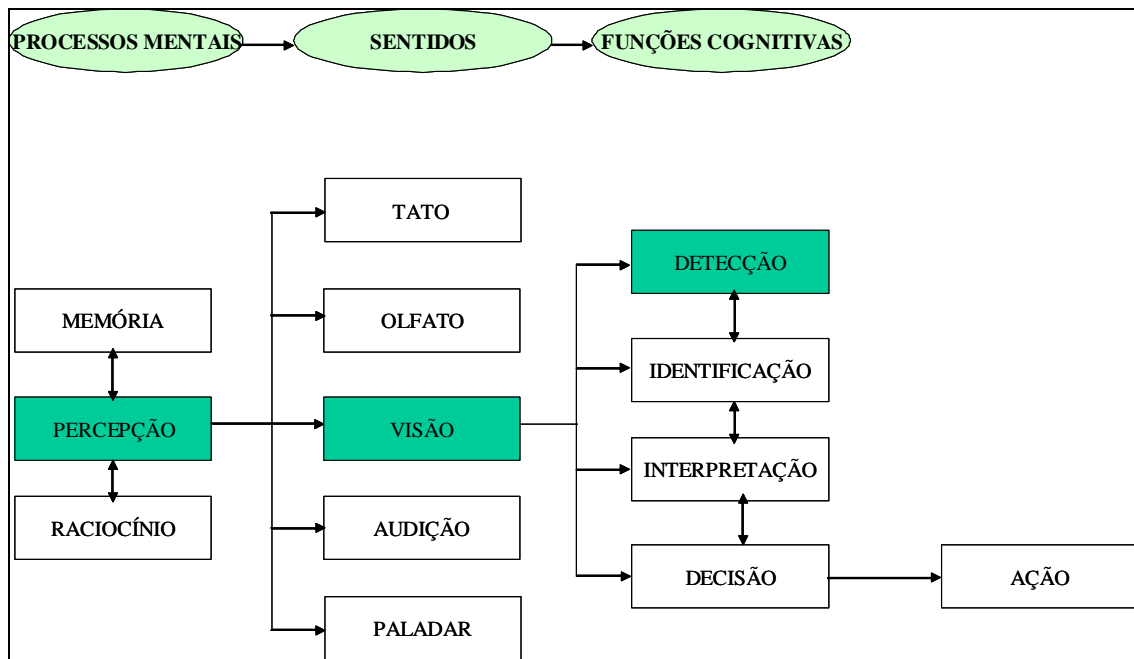 PROCESSOS MENTAIS
SENTIDOS
FUNÇÕES COGNITIVAS
TATO
DETECÇÃO
MEMÓRIA
OLFATO
IDENTIFICAÇÃO
PERCEPÇÃO
VISÃO
INTERPRETAÇÃO
RACIOCÍNIO
AUDIÇÃO
DECISÃO
AÇÃO
PALADAR